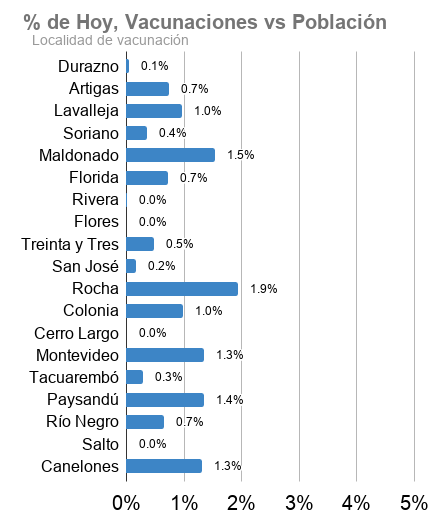 % de Hoy, Vacunaciones vs Población
Localidad de vacunación
Durazno 0.1%
Artigas 0.7%
Lavalleja 1.0%
Soriano 0.4%
Maldonado 1.5%
Florida 0.7%
Rivera 0.0%
Flores 0.0%
Treinta y Tres 0.5%
San José 0.2%
Rocha 1.9%
Colonia 1.0%
Cerro Largo 0.0%
Montevideo 1.3%
Tacuarembó 0.3%
Paysandú 1.4%
Río Negro 0.7%
Salto 0.0%
Canelones 1.3%
0% 1% 2% 3% 4% 5%